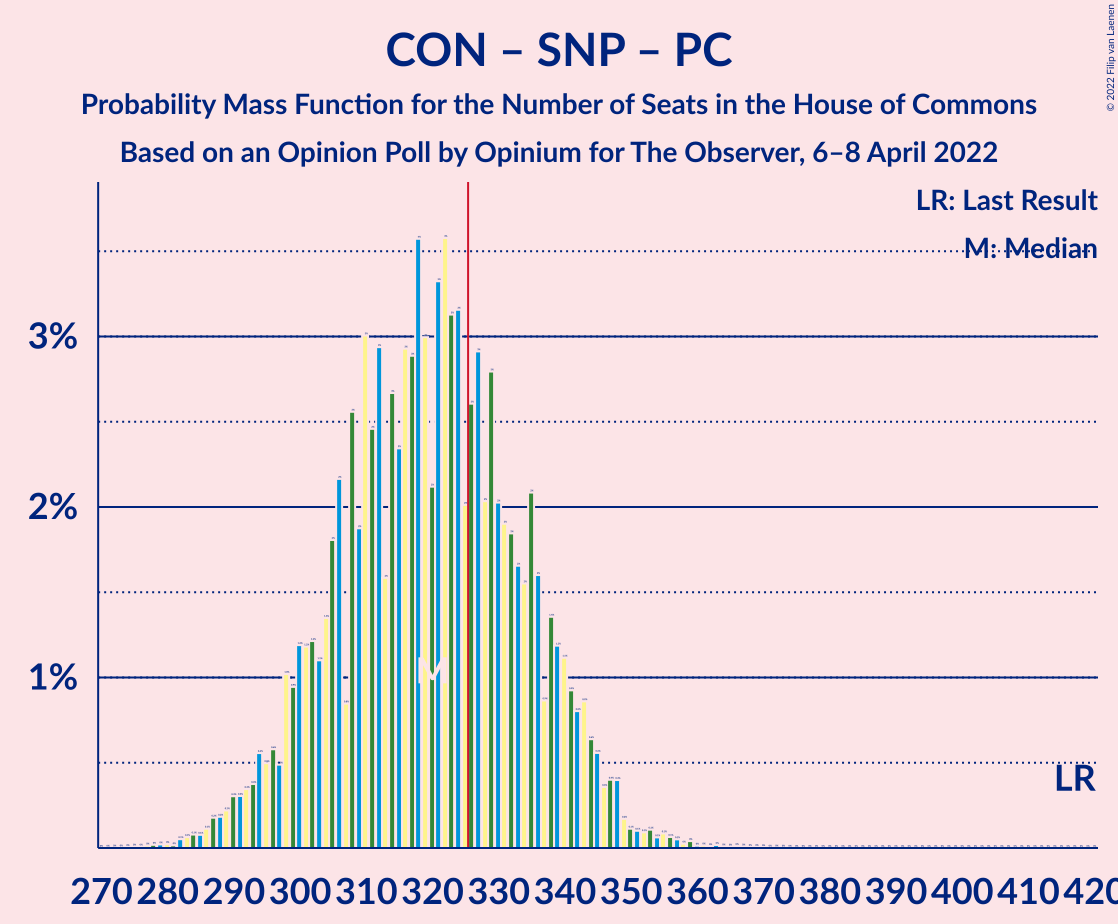 CON – SNP – PC
Probability Mass Function for the Number of Seats in the House of Commons
Based on an Opinion Poll by Opinium for The Observer, 6–8 April 2022
© 2022 Filip van Laenen
LR: Last Result
M: Median
3%
2%
1%
M
LR
270 280 290 300 310 320 330 340 350 360 370 380 390 400 410 420